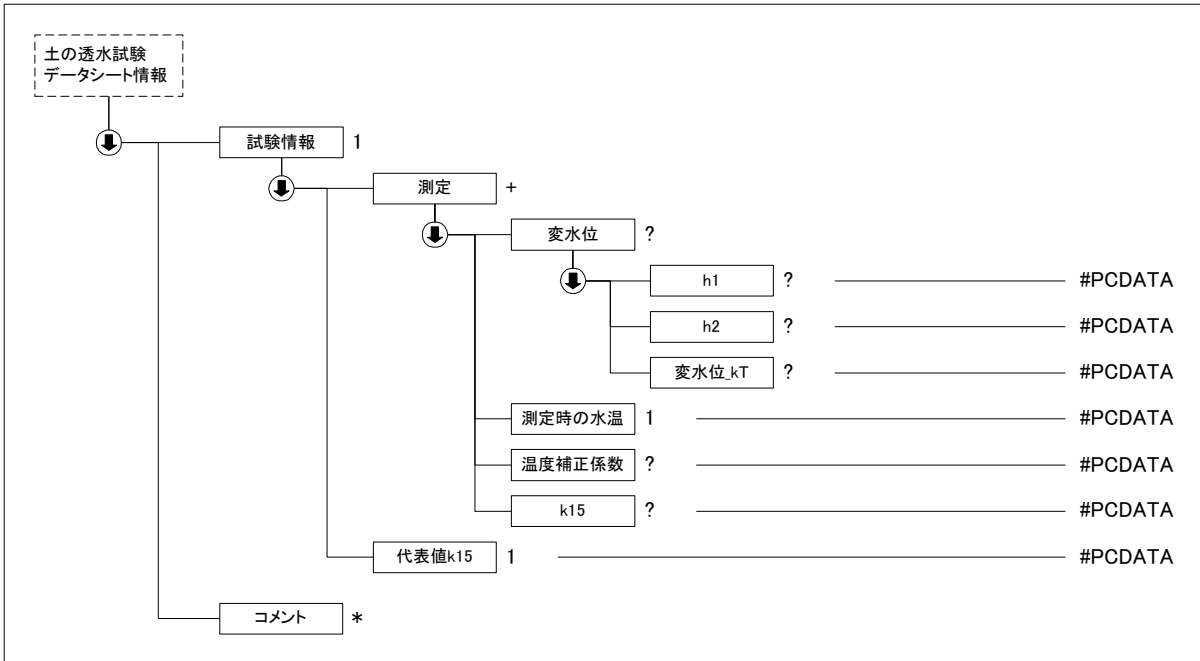 土の透水試験
データシート情報
試験情報 1
測定 +
変水位 ?
h1 ? #PCDATA
h2 ? #PCDATA
変水位_kT ? #PCDATA
測定時の水温 1 #PCDATA
温度補正係数 ? #PCDATA
k15 ? #PCDATA
代表値k15 1 #PCDATA
コメント *